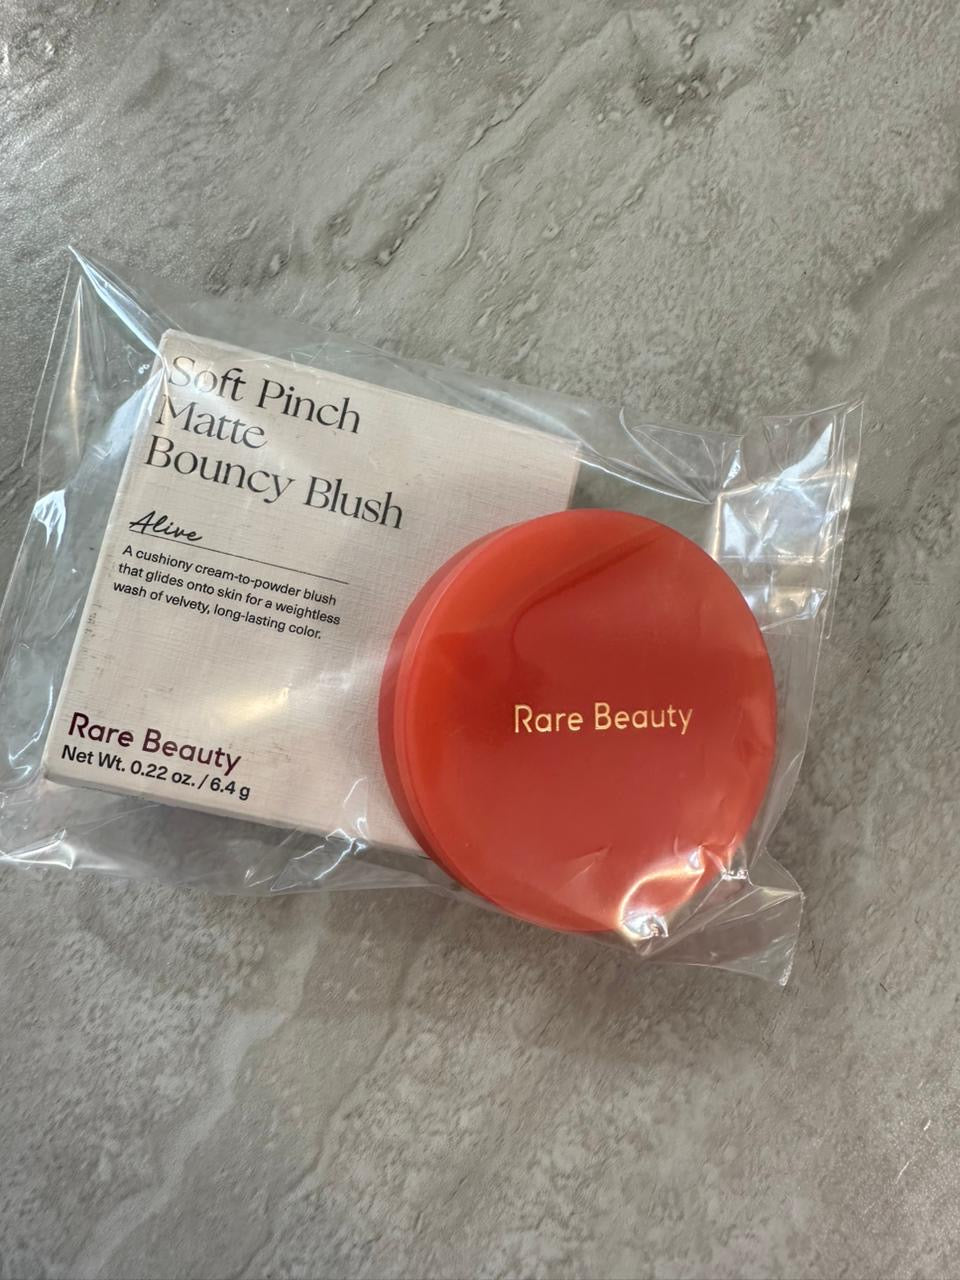 Soft Pinch
Matte
Bouncy Blush
Alive
A cushiony cream-to-powder blush
that glides onto skin for a weightless
wash of velvety, long-lasting color.
Rare Beauty
Net Wt. 0.22 oz. / 6.4 g
Rare Beauty